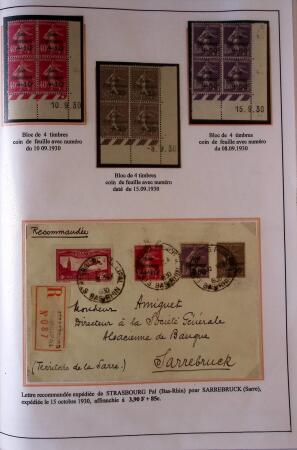 10.9.30
15.9.30
-8.9.30
Bloc de 4 timbres
coin de feuille avec numéro
du 10.09.1930
Bloc de 4 timbres
coin de feuille avec numéro
daté du 15.09.1930
Bloc de 4 timbres
coin de feuille avec numéro
du 08.09.1930
Recommandée
R
Monsieur Amiguet
Directeur à la Société Générale
Alsacienne de Banque
Sarrebruck
(Territoire de la Sarre.)
Lettre recommandée expédiée de STRASBOURG Pal (Bas-Rhin) pour SARREBRUCK (Sarre),
expédiée le 15 octobre 1930, affranchie à 3,90 F + 85c.